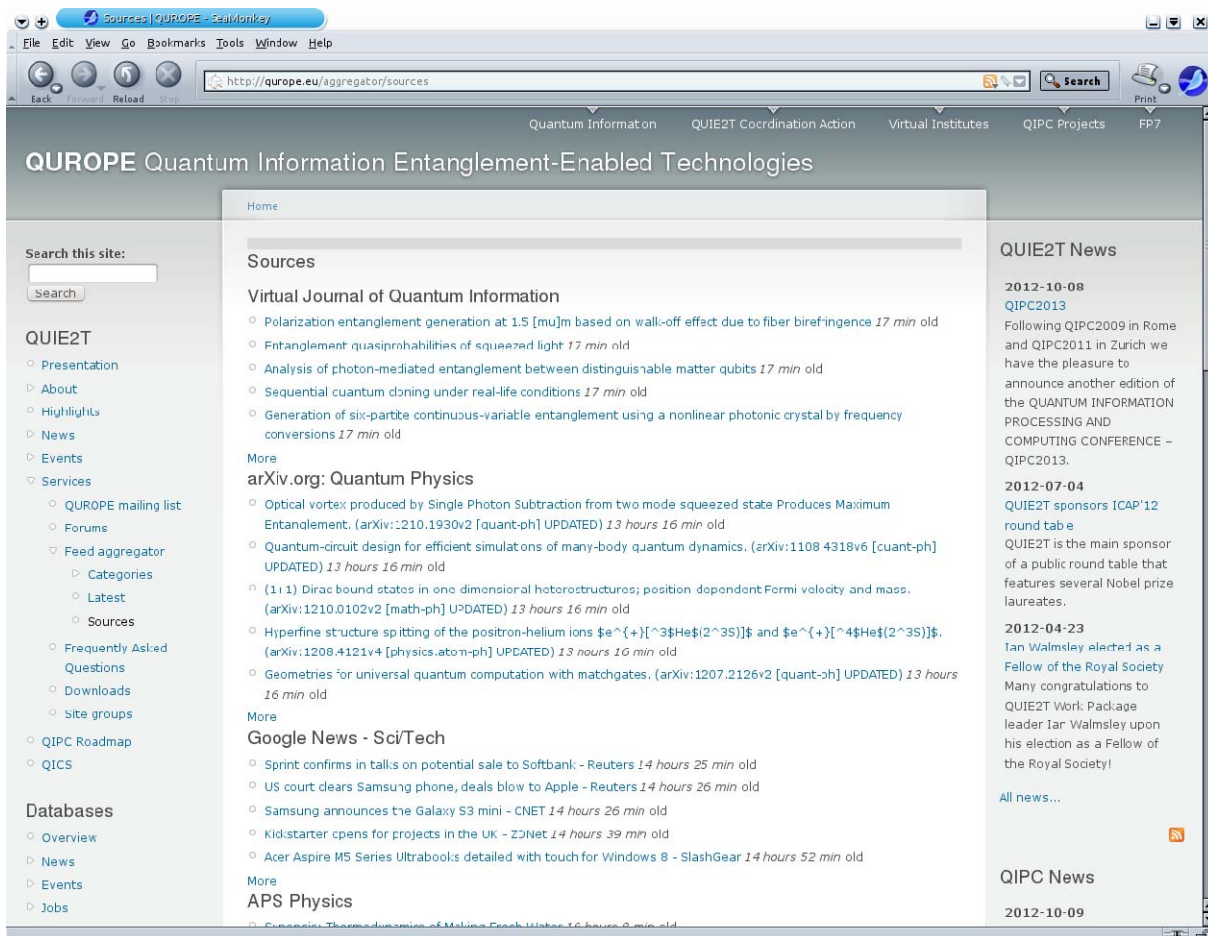 Sources | QUROPE - SeaMonkey
File Edit View Go Bookmarks Tools Window Help
Back Forward Reload Stop
http://qurope.eu/aggregator/sources
Search
Print
Quantum Information QUIE2T Coordination Action Virtual Institutes QIPC Projects FP7
QUROPE Quantum Information Entanglement-Enabled Technologies
Home
Search this site:
Search
QUIE2T
Presentation
About
Highlights
News
Events
Services
QUROPE mailing list
Forums
Feed aggregator
Categories
Latest
Sources
Frequently Asked
Questions
Downloads
Site groups
QIPC Roadmap
QICS
Databases
Overview
News
Events
Jobs
Sources
Virtual Journal of Quantum Information
Polarization entanglement generation at 1.5 [mu]m based on walk-off effect due to fiber birefringence 17 min old
Entanglement quasiprobabilities of squeezed light 17 min old
Analysis of photon-mediated entanglement between distinguishable matter qubits 17 min old
Sequential quantum cloning under real-life conditions 17 min old
Generation of six-partite continuous-variable entanglement using a nonlinear photonic crystal by frequency
conversions 17 min old
More
arXiv.org: Quantum Physics
Optical vortex produced by Single Photon Subtraction from two mode squeezed state Produces Maximum
Entanglement. (arXiv:1210.1930v2 [quant-ph] UPDATED) 13 hours 16 min old
Quantum-circuit design for efficient simulations of many-body quantum dynamics. (arXiv:1108.4318v6 [quant-ph]
UPDATED) 13 hours 16 min old
(1+1) Dirac bound states in one dimensional heterostructures; position dependent Fermi velocity and mass.
(arXiv:1210.0102v2 [math-ph] UPDATED) 13 hours 16 min old
Hyperfine structure spitting of the positron-helium ions $e^{+}[^3$He$(2^3S)]$ and $e^{+}[^4$He$(2^3S)]$.
(arXiv:1208.4121v4 [physics.atom-ph] UPDATED) 13 hours 16 min old
Geometries for universal quantum computation with matchgates. (arXiv:1207.2126v2 [quant-ph] UPDATED) 13 hours
16 min old
More
Google News - Sci/Tech
Sprint confirms in talks on potential sale to Softbank - Reuters 14 hours 25 min old
US court clears Samsung phone, deals blow to Apple - Reuters 14 hours 26 min old
Samsung announces the Galaxy S3 mini - CNET 14 hours 26 min old
Kickstarter opens for projects in the UK - ZDNet 14 hours 39 min old
Acer Aspire M5 Series Ultrabooks detailed with touch for Windows 8 - SlashGear 14 hours 52 min old
More
APS Physics
Synopsis: Thermodynamics of Making Fresh Water 16 hours 8 min old
QUIE2T News
2012-10-08
QIPC2013
Following QIPC2009 in Rome
and QIPC2011 in Zurich we
have the pleasure to
announce another edition of
the QUANTUM INFORMATION
PROCESSING AND
COMPUTING CONFERENCE –
QIPC2013.
2012-07-04
QUIE2T sponsors ICAP'12
round table
QUIE2T is the main sponsor
of a public round table that
features several Nobel prize
laureates.
2012-04-23
Ian Walmsley elected as a
Fellow of the Royal Society
Many congratulations to
QUIE2T Work Package
leader Ian Walmsley upon
his election as a Fellow of
the Royal Society!
All news...
QIPC News
2012-10-09